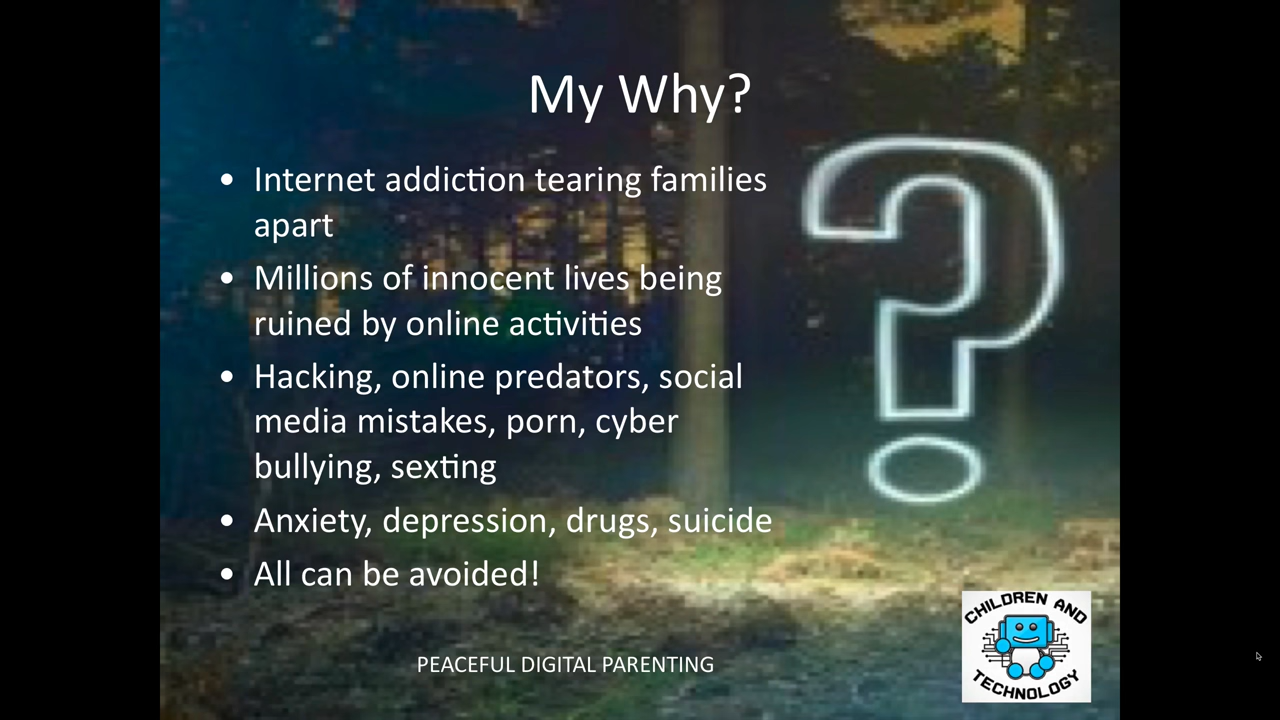 My Why?
• Internet addiction tearing families
apart
• Millions of innocent lives being
ruined by online activities
• Hacking, online predators, social
media mistakes, porn, cyber
bullying, sexting
• Anxiety, depression, drugs, suicide
• All can be avoided!
PEACEFUL DIGITAL PARENTING
CHILDREN AND
TECHNOLOGY